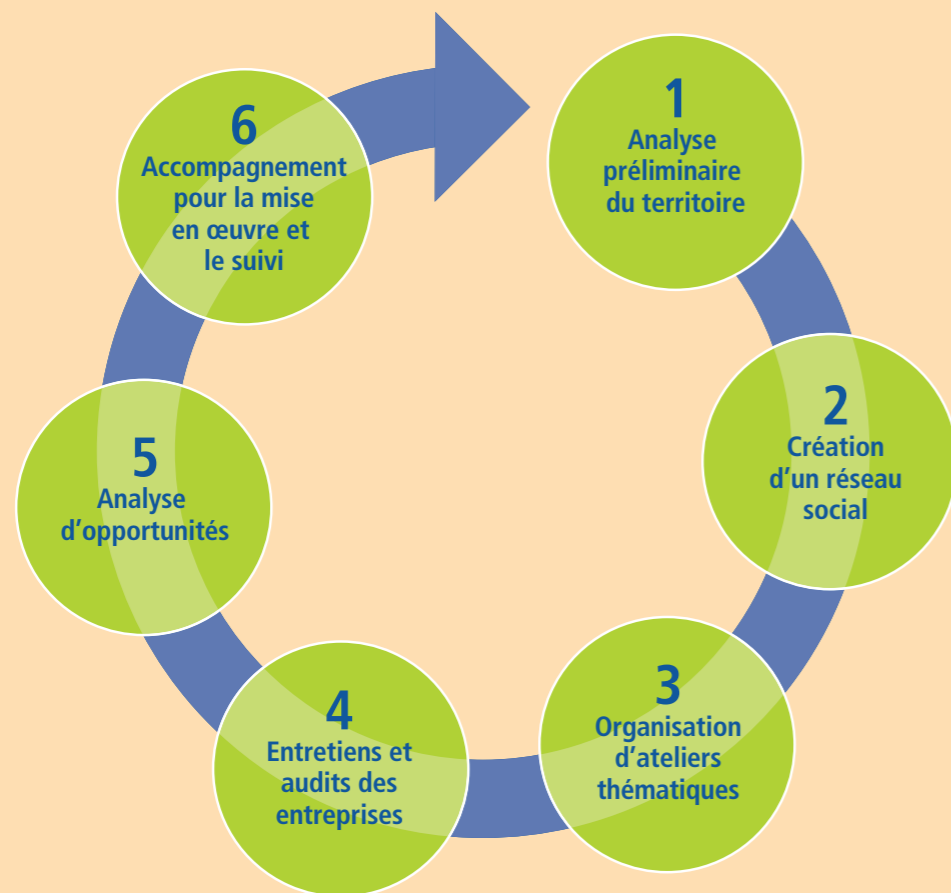 1
Analyse
préliminaire
du territoire
2
Création
d’un réseau
social
3
Organisation
d’ateliers
thématiques
4
Entretiens et
audits des
entreprises
5
Analyse
d’opportunités
6
Accompagnement
pour la mise
en œuvre et
le suivi